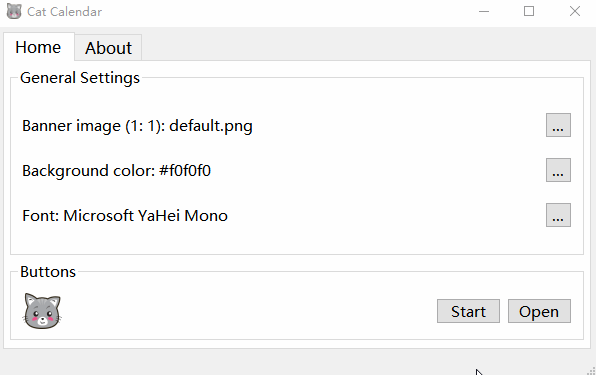 Cat Calendar
Home
About
General Settings
Banner image (1: 1): default.png
...
Background color: #f0f0f0
...
Font: Microsoft YaHei Mono
...
Buttons
Start
Open